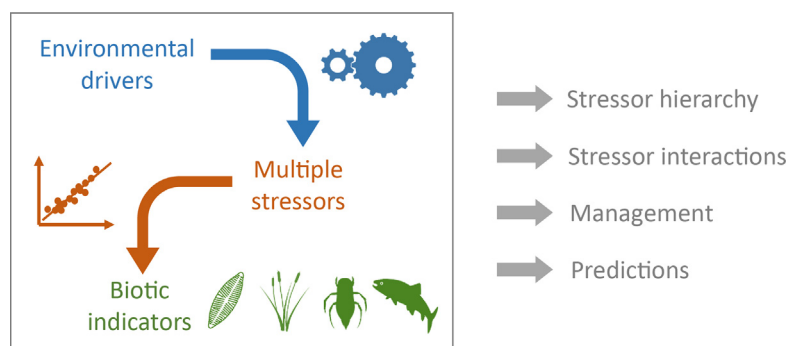 Environmental
drivers
Multiple
stressors
Biotic
indicators
Stressor hierarchy
Stressor interactions
Management
Predictions